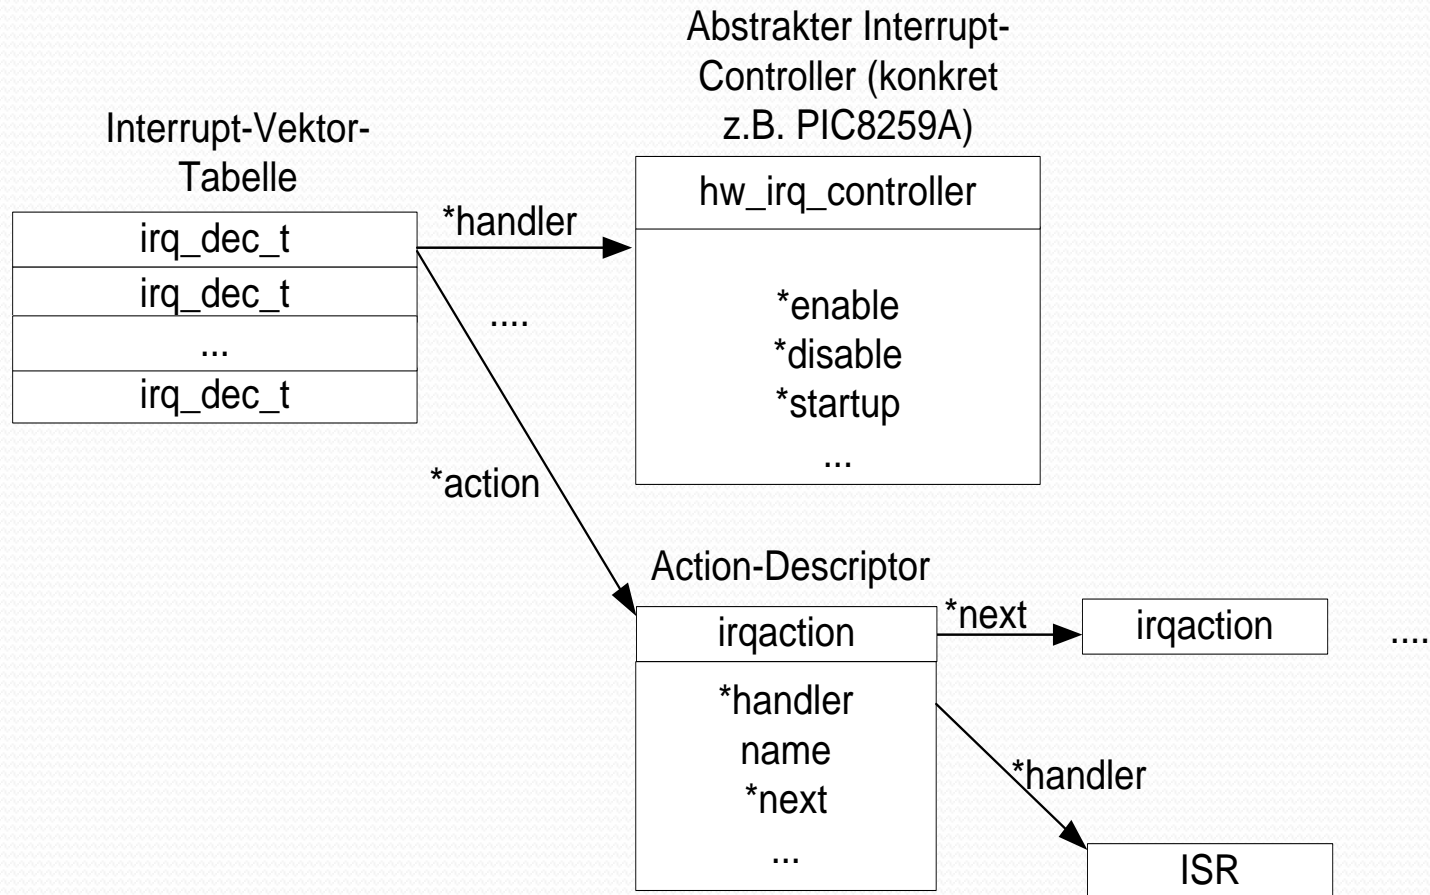 Abstrakter Interrupt-
Controller (konkret
z.B. PIC8259A)
Interrupt-Vektor-
Tabelle
hw_irq_controller
*handler
irq_dec_t
irq_dec_t
...
irq_dec_t
....
*enable
*disable
*startup
...
*action
Action-Descriptor
irqaction
*next
irqaction
....
*handler
name
*next
...
*handler
ISR